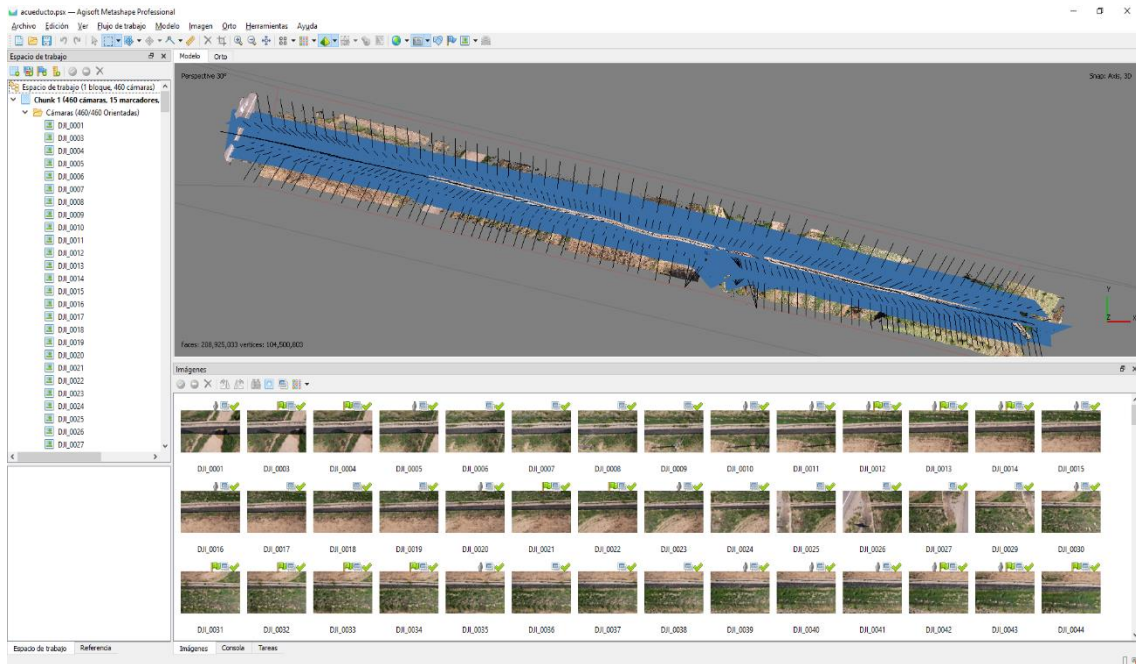 acueducto.psx — Agisoft Metashape Professional
Archivo Edición Ver Flujo de trabajo Modelo Imagen Orto Herramientas Ayuda
Espacio de trabajo
Modelo Orto
Perspective 30°
Snap: Axis, 3D
Espacio de trabajo (1 bloque, 460 cámaras)
Chunk 1 (460 cámaras, 15 marcadores,
Cámaras (460/460 Orientadas)
DJI_0001
DJI_0003
DJI_0004
DJI_0005
DJI_0006
DJI_0007
DJI_0008
DJI_0009
DJI_0010
DJI_0011
DJI_0012
DJI_0013
DJI_0014
DJI_0015
DJI_0016
DJI_0017
DJI_0018
DJI_0019
DJI_0020
DJI_0021
DJI_0022
DJI_0023
DJI_0024
DJI_0025
DJI_0026
DJI_0027
Y
Z X
Faces: 208,925,033 vertices: 104,500,803
Imágenes
DJI_0001 DJI_0003 DJI_0004 DJI_0005 DJI_0006 DJI_0007 DJI_0008 DJI_0009 DJI_0010 DJI_0011 DJI_0012 DJI_0013 DJI_0014 DJI_0015
DJI_0016 DJI_0017 DJI_0018 DJI_0019 DJI_0020 DJI_0021 DJI_0022 DJI_0023 DJI_0024 DJI_0025 DJI_0026 DJI_0027 DJI_0029 DJI_0030
DJI_0031 DJI_0032 DJI_0033 DJI_0034 DJI_0035 DJI_0036 DJI_0037 DJI_0038 DJI_0039 DJI_0040 DJI_0041 DJI_0042 DJI_0043 DJI_0044
Espacio de trabajo Referencia
Imágenes Consola Tareas